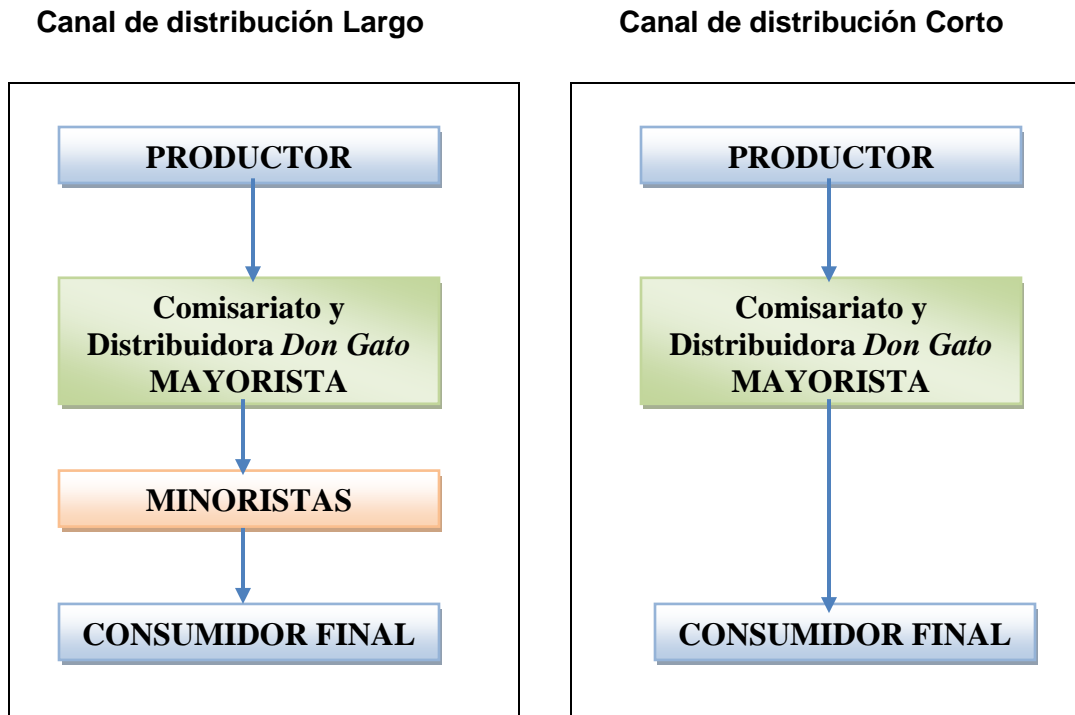 Canal de distribución Largo
PRODUCTOR
Comisariato y
Distribuidora Don Gato
MAYORISTA
MINORISTAS
CONSUMIDOR FINAL
Canal de distribución Corto
PRODUCTOR
Comisariato y
Distribuidora Don Gato
MAYORISTA
CONSUMIDOR FINAL